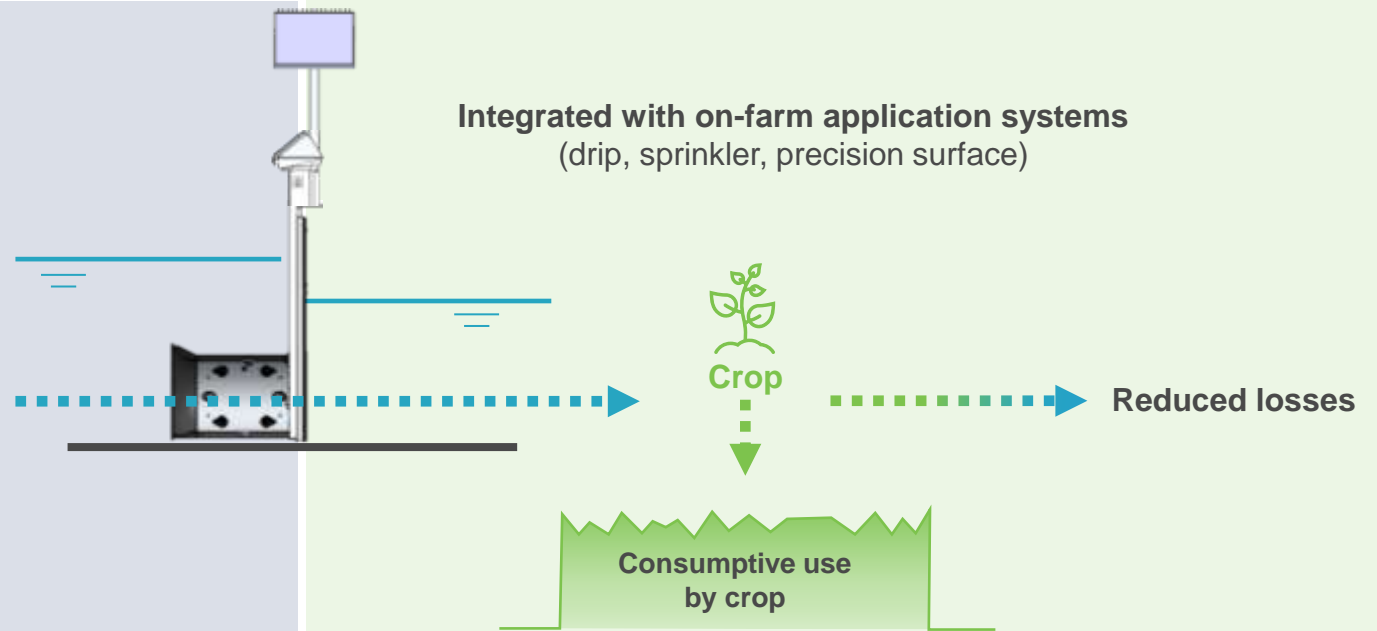 Integrated with on-farm application systems
(drip, sprinkler, precision surface)
Crop
Reduced losses
Consumptive use
by crop